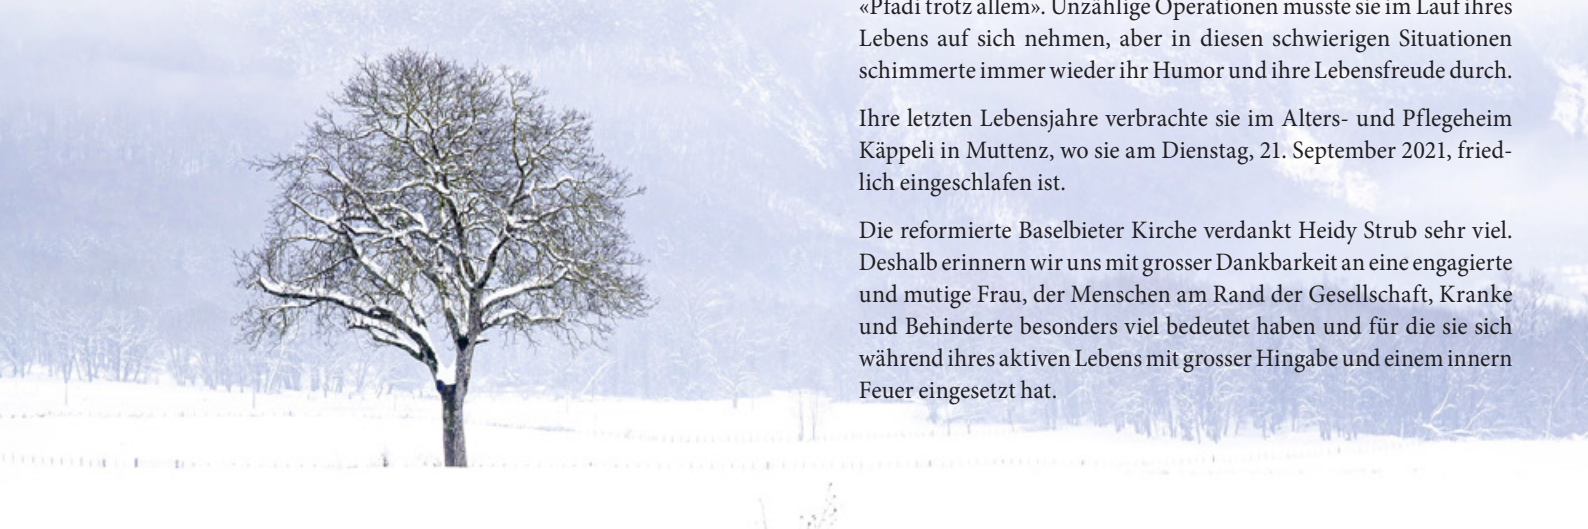 «Pfadi trotz allem». Unzählige Operationen musste sie im Lauf ihres
Lebens auf sich nehmen, aber in diesen schwierigen Situationen
schimmerte immer wieder ihr Humor und ihre Lebensfreude durch.
Ihre letzten Lebensjahre verbrachte sie im Alters- und Pflegeheim
Käppeli in Muttenz, wo sie am Dienstag, 21. September 2021, fried-
lich eingeschlafen ist.
Die reformierte Baselbieter Kirche verdankt Heidy Strub sehr viel.
Deshalb erinnern wir uns mit grosser Dankbarkeit an eine engagierte
und mutige Frau, der Menschen am Rand der Gesellschaft, Kranke
und Behinderte besonders viel bedeutet haben und für die sie sich
während ihres aktiven Lebens mit grosser Hingabe und einem innern
Feuer eingesetzt hat.